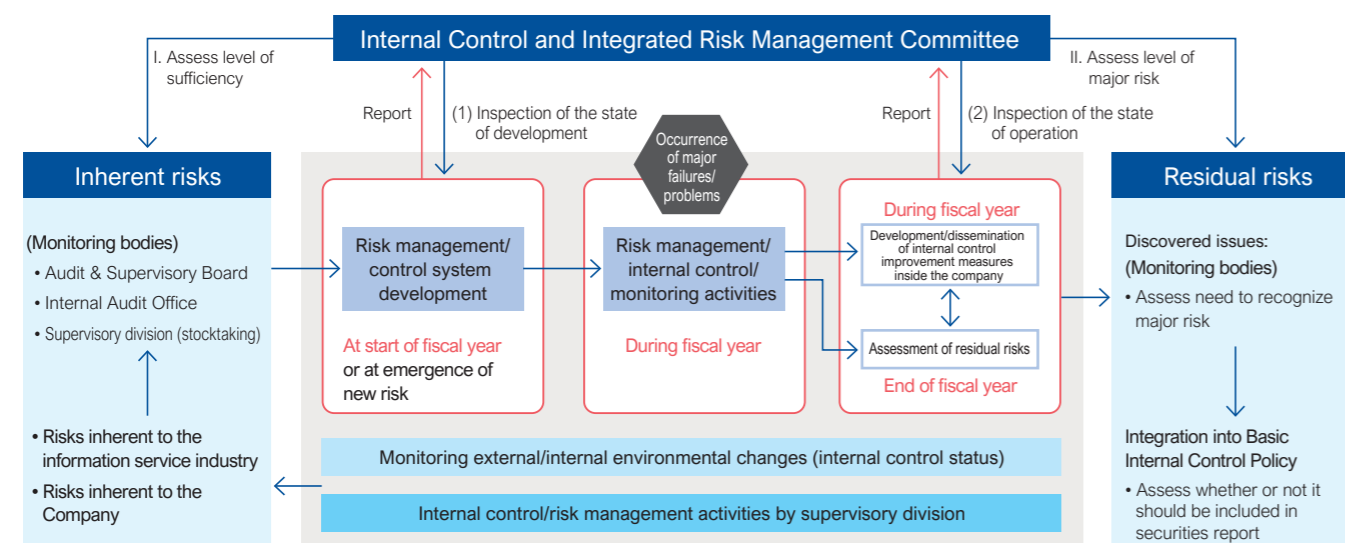 Internal Control and Integrated Risk Management Committee
I. Assess level of
sufficiency
Report
(1) Inspection of the state
of development
Occurrence
of major
failures/
problems
Report
(2) Inspection of the state
of operation
II. Assess level of
major risk
Inherent risks
(Monitoring bodies)
• Audit & Supervisory Board
• Internal Audit Office
• Supervisory division (stocktaking)
• Risks inherent to the
information service industry
• Risks inherent to the
Company
Risk management/
control system
development
At start of fiscal year
or at emergence of
new risk
Risk management/
internal control/
monitoring activities
During fiscal year
During fiscal year
Development/dissemination
of internal control
improvement measures
inside the company
Assessment of residual risks
End of fiscal year
Monitoring external/internal environmental changes (internal control status)
Internal control/risk management activities by supervisory division
Residual risks
Discovered issues:
(Monitoring bodies)
• Assess need to recognize
major risk
Integration into Basic
Internal Control Policy
• Assess whether or not it
should be included in
securities report